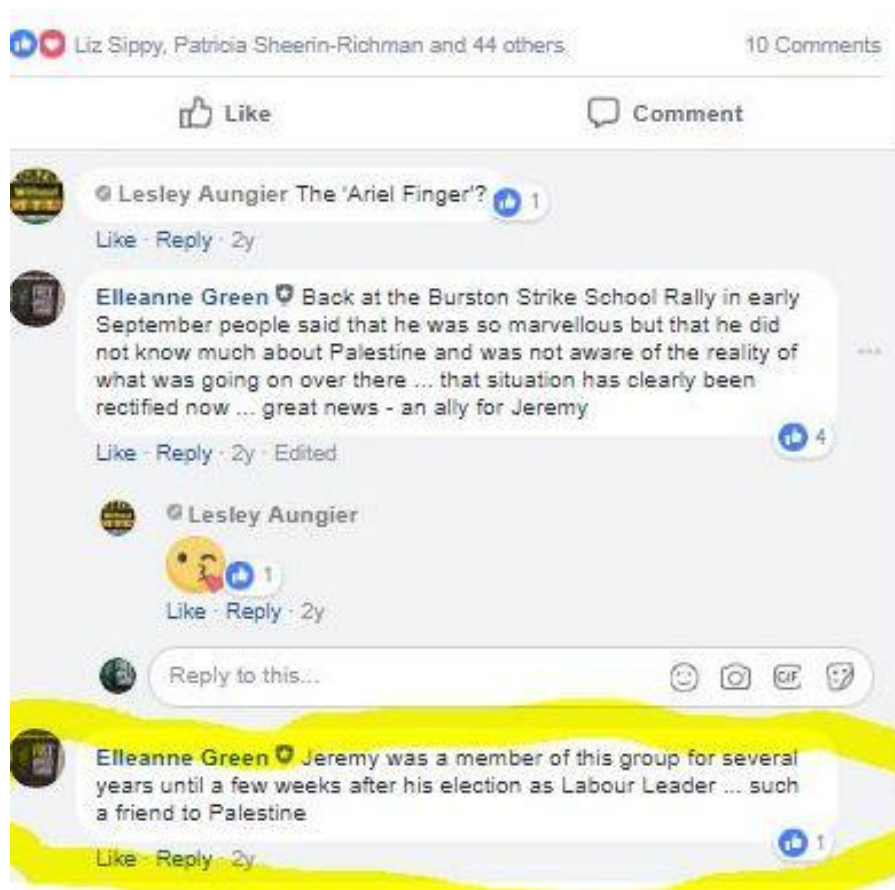 Liz Sippy, Patricia Sheerin-Richman and 44 others 10 Comments
Like Comment
Lesley Aungier The 'Ariel Finger'? 1
Like · Reply · 2y
Elleanne Green Back at the Burston Strike School Rally in early
September people said that he was so marvellous but that he did
not know much about Palestine and was not aware of the reality of
what was going on over there ... that situation has clearly been
rectified now ... great news - an ally for Jeremy
4
Like · Reply · 2y · Edited
Lesley Aungier
1
Like · Reply · 2y
Reply to this... GIF
Elleanne Green Jeremy was a member of this group for several
years until a few weeks after his election as Labour Leader ... such
a friend to Palestine
1
Like · Reply · 2y